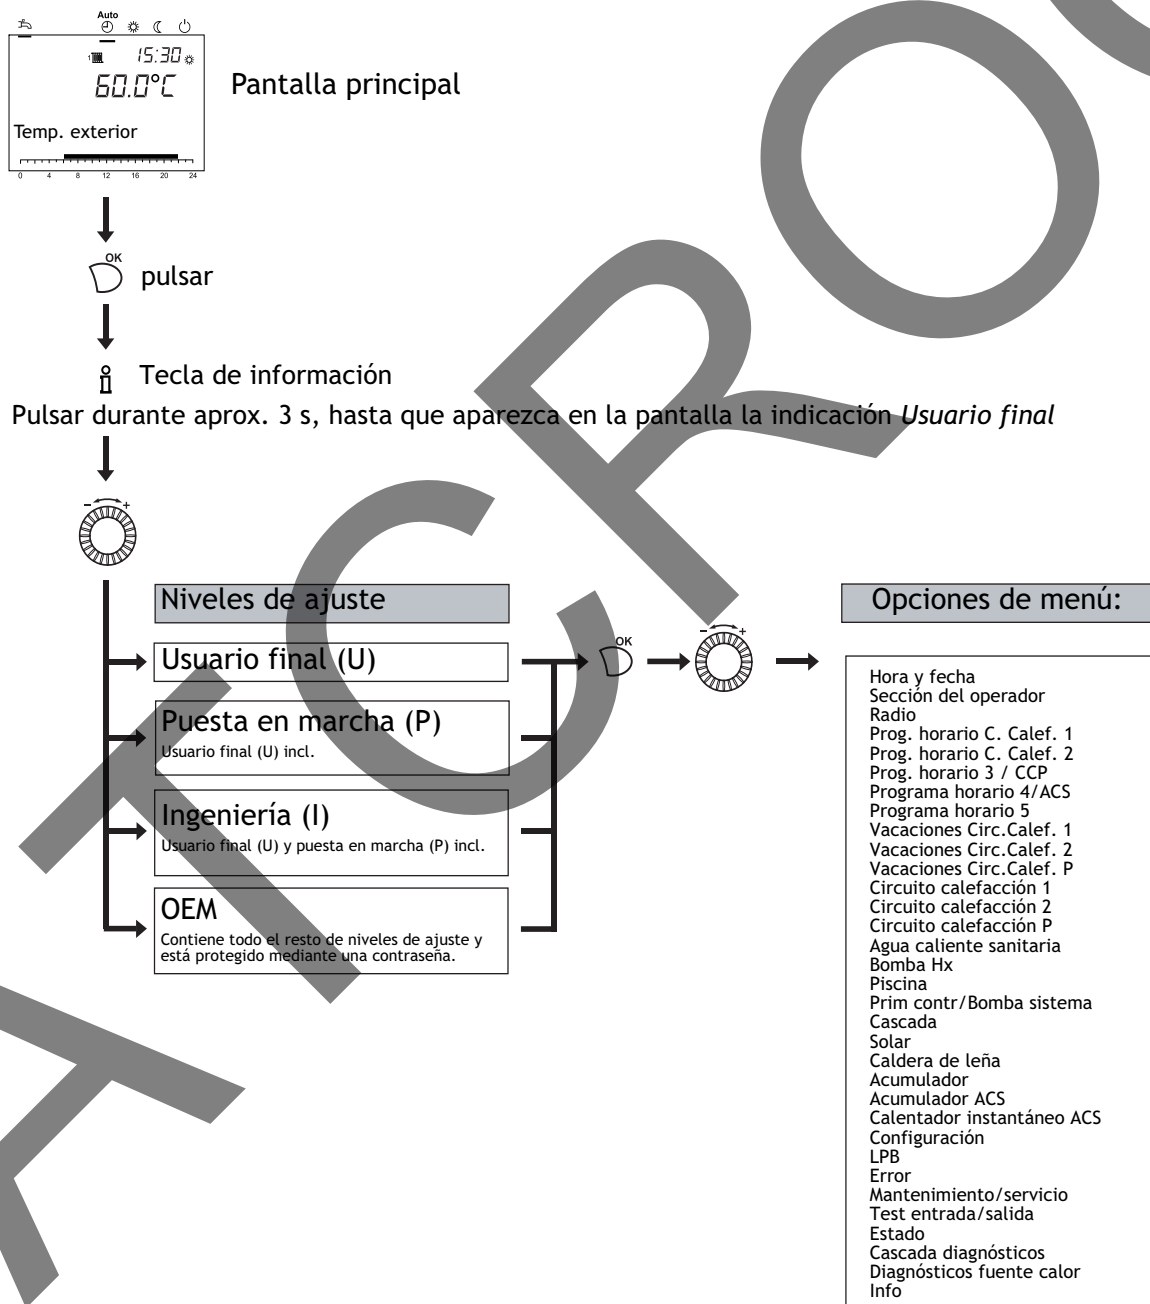 Auto
15:30
1
60.0°C
Pantalla principal
Temp. exterior
0 4 8 12 16 20 24
OK
pulsar
Tecla de información
Pulsar durante aprox. 3 s, hasta que aparezca en la pantalla la indicación Usuario final
- +
Niveles de ajuste
Usuario final (U)
Puesta en marcha (P)
Usuario final (U) incl.
Ingeniería (I)
Usuario final (U) y puesta en marcha (P) incl.
OEM
Contiene todo el resto de niveles de ajuste y
está protegido mediante una contraseña.
OK
- +
Opciones de menú:
Hora y fecha
Sección del operador
Radio
Prog. horario C. Calef. 1
Prog. horario C. Calef. 2
Prog. horario 3 / CCP
Programa horario 4/ACS
Programa horario 5
Vacaciones Circ.Calef. 1
Vacaciones Circ.Calef. 2
Vacaciones Circ.Calef. P
Circuito calefacción 1
Circuito calefacción 2
Circuito calefacción P
Agua caliente sanitaria
Bomba Hx
Piscina
Prim contr/Bomba sistema
Cascada
Solar
Caldera de leña
Acumulador
Acumulador ACS
Calentador instantáneo ACS
Configuración
LPB
Error
Mantenimiento/servicio
Test entrada/salida
Estado
Cascada diagnósticos
Diagnósticos fuente calor
Info